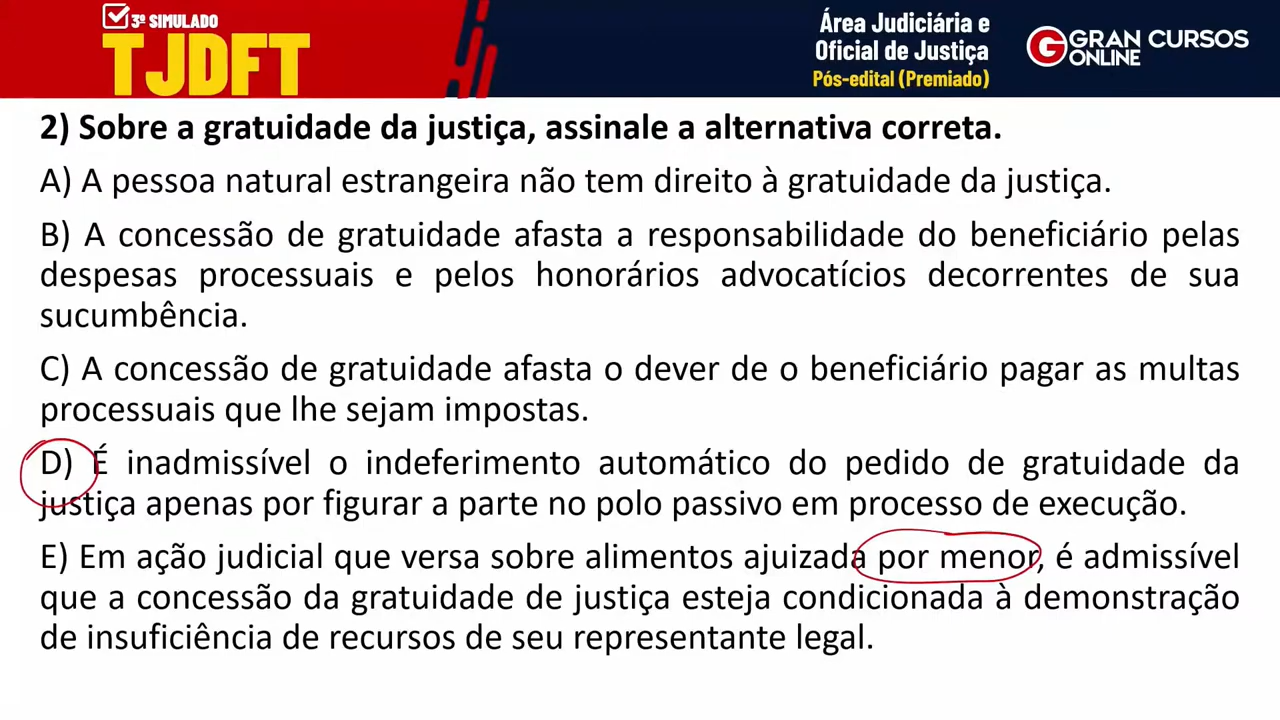 3º SIMULADO
TJDFT
Área Judiciária e
Oficial de Justiça
Pós-edital (Premiado)
GRAN CURSOS
ONLINE
2) Sobre a gratuidade da justiça, assinale a alternativa correta.
A) A pessoa natural estrangeira não tem direito à gratuidade da justiça.
B) A concessão de gratuidade afasta a responsabilidade do beneficiário pelas
despesas processuais e pelos honorários advocatícios decorrentes de sua
sucumbência.
C) A concessão de gratuidade afasta o dever de o beneficiário pagar as multas
processuais que lhe sejam impostas.
D) É inadmissível o indeferimento automático do pedido de gratuidade da
justiça apenas por figurar a parte no polo passivo em processo de execução.
E) Em ação judicial que versa sobre alimentos ajuizada por menor, é admissível
que a concessão da gratuidade de justiça esteja condicionada à demonstração
de insuficiência de recursos de seu representante legal.